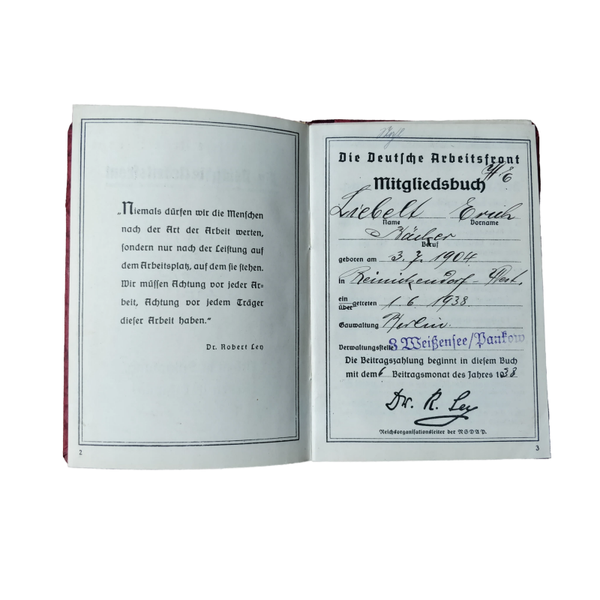 „Niemals dürfen wir die Menschen
nach der Art der Arbeit werten,
sondern nur nach der Leistung auf
dem Arbeitsplatz, auf dem sie stehen.
Wir müssen Achtung vor jeder Ar-
beit, Achtung vor jedem Träger
dieser Arbeit haben.“
Dr. Robert Ley
2
Die Deutsche Arbeitsfront
Mitgliedsbuch
Liebelt Erich
Name Vorname
Bäcker
Beruf
geboren am 3. 7. 1904
in Reinickendorf-West.
ein
über getreten 1. 6. 1938.
Gauwaltung Berlin.
Verwaltungsstelle 8 Weißensee/Pankow
Die Beitragszahlung beginnt in diesem Buch
mit dem 6 Beitragsmonat des Jahres 1938.
Dr. R. Ley
Reichsorganisationsleiter der NSDAP.
3